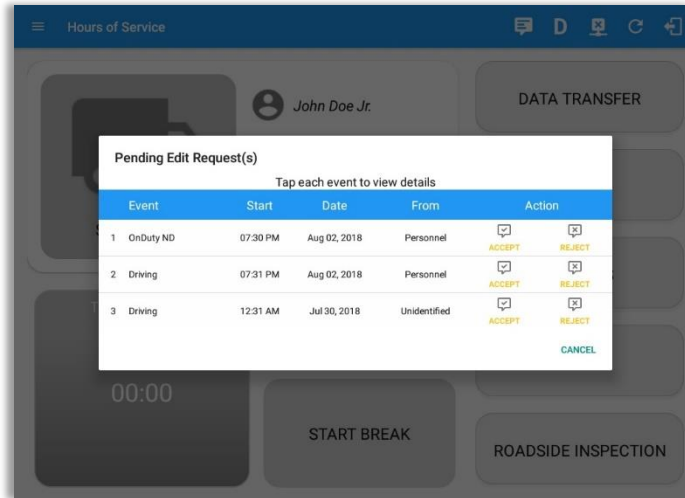 Hours of Service
D
John Doe Jr.
DATA TRANSFER
Pending Edit Request(s)
Tap each event to view details
Event Start Date From Action
1 OnDuty ND 07:30 PM Aug 02, 2018 Personnel ACCEPT REJECT
2 Driving 07:31 PM Aug 02, 2018 Personnel ACCEPT REJECT
3 Driving 12:31 AM Jul 30, 2018 Unidentified ACCEPT REJECT
CANCEL
00:00
START BREAK
ROADSIDE INSPECTION